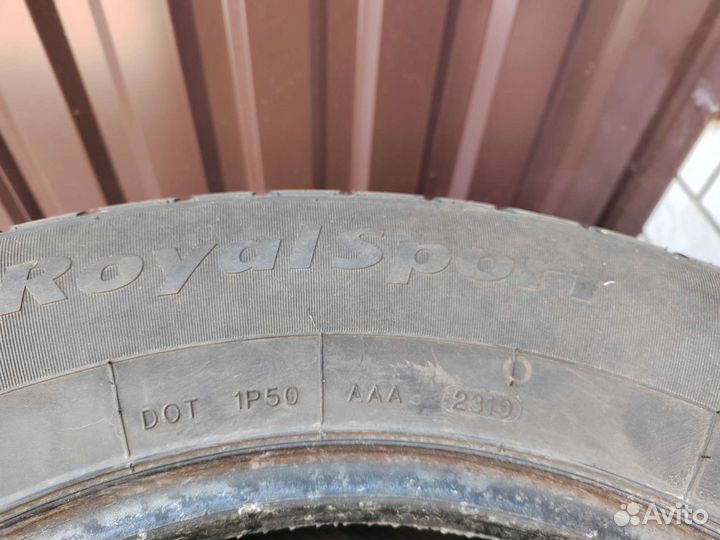 RoyalSport
DOT 1P50 AAA 2319
Avito